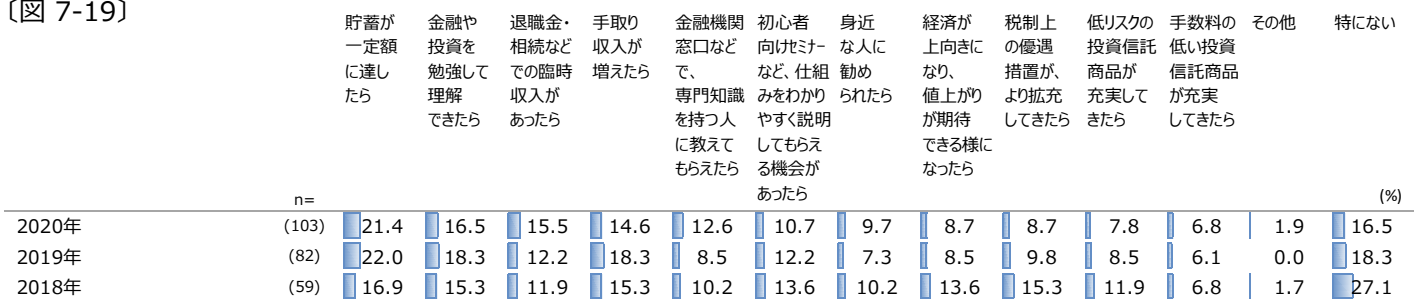 〔図 7-19〕
貯蓄が
一定額
に達し
たら
金融や
投資を
勉強して
理解
できたら
退職金・
相続など
での臨時
収入が
あったら
手取り
収入が
増えたら
金融機関
窓口など
で、
専門知識
を持つ人
に教えて
もらえたら
初心者
向けセミナー
など、仕組
みをわかり
やすく説明
してもらえ
る機会が
あったら
身近
な人に
勧め
られたら
経済が
上向きに
なり、
値上がり
が期待
できる様に
なったら
税制上
の優遇
措置が、
より拡充
してきたら
低リスクの
投資信託
商品が
充実して
きたら
手数料の
低い投資
信託商品
が充実
してきたら
その他
特にない
n=
(%)
2020年 (103) 21.4 16.5 15.5 14.6 12.6 10.7 9.7 8.7 8.7 7.8 6.8 1.9 16.5
2019年 (82) 22.0 18.3 12.2 18.3 8.5 12.2 7.3 8.5 9.8 8.5 6.1 0.0 18.3
2018年 (59) 16.9 15.3 11.9 15.3 10.2 13.6 10.2 13.6 15.3 11.9 6.8 1.7 27.1